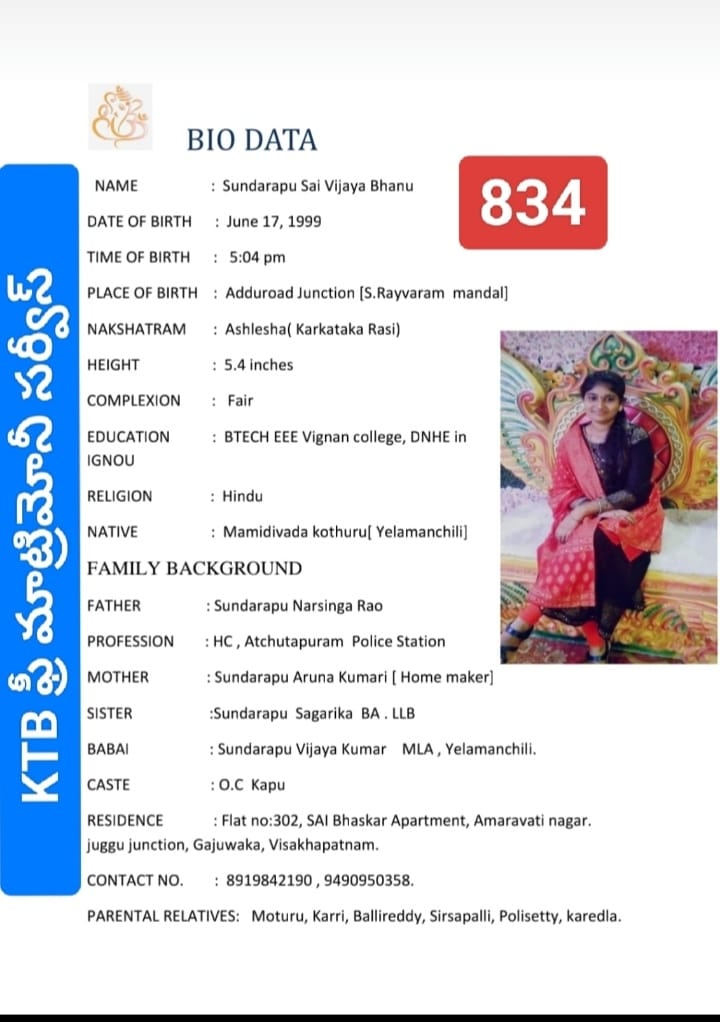 BIO DATA
834
KTB ఫ్రీ మాట్రిమోనీ సర్వీస్
NAME : Sundarapu Sai Vijaya Bhanu
DATE OF BIRTH : June 17, 1999
TIME OF BIRTH : 5:04 pm
PLACE OF BIRTH : Adduroad Junction [S.Rayvaram mandal]
NAKSHATRAM : Ashlesha( Karkataka Rasi)
HEIGHT : 5.4 inches
COMPLEXION : Fair
EDUCATION : BTECH EEE Vignan college, DNHE in
IGNOU
RELIGION : Hindu
NATIVE : Mamidivada kothuru[ Yelamanchili]
FAMILY BACKGROUND
FATHER : Sundarapu Narsinga Rao
PROFESSION : HC , Atchutapuram Police Station
MOTHER : Sundarapu Aruna Kumari [ Home maker]
SISTER :Sundarapu Sagarika BA . LLB
BABAI : Sundarapu Vijaya Kumar MLA , Yelamanchili.
CASTE : O.C Kapu
RESIDENCE : Flat no:302, SAI Bhaskar Apartment, Amaravati nagar.
juggu junction, Gajuwaka, Visakhapatnam.
CONTACT NO. : 8919842190 , 9490950358.
PARENTAL RELATIVES: Moturu, Karri, Ballireddy, Sirsapalli, Polisetty, karedla.